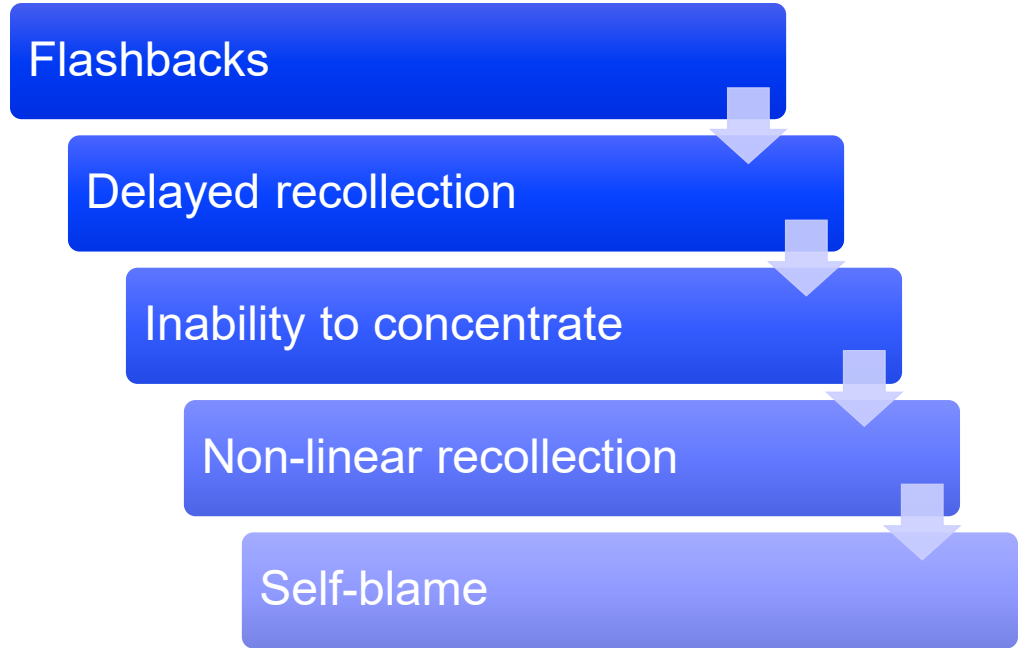 Flashbacks
Delayed recollection
Inability to concentrate
Non-linear recollection
Self-blame